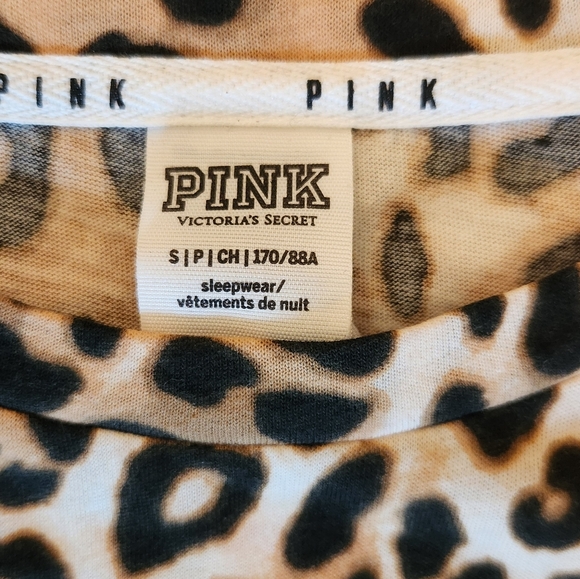 PINK PINK
PINK
VICTORIA'S SECRET
S|P|CH|170/88A
sleepwear/
vêtements de nuit